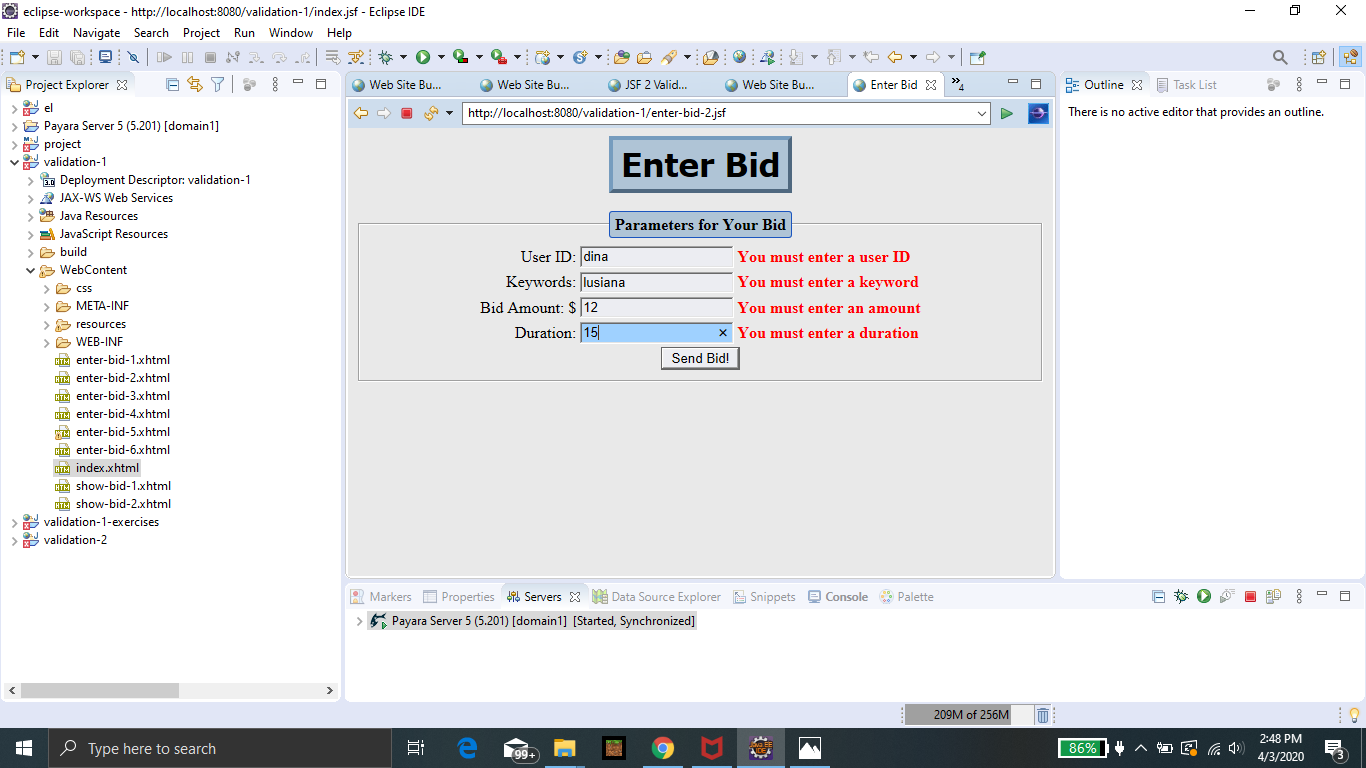 eclipse-workspace - http://localhost:8080/validation-1/index.jsf - Eclipse IDE
File Edit Navigate Search Project Run Window Help
Project Explorer
el
Payara Server 5 (5.201) [domain1]
project
validation-1
Deployment Descriptor: validation-1
JAX-WS Web Services
Java Resources
JavaScript Resources
build
WebContent
css
META-INF
resources
WEB-INF
enter-bid-1.xhtml
enter-bid-2.xhtml
enter-bid-3.xhtml
enter-bid-4.xhtml
enter-bid-5.xhtml
enter-bid-6.xhtml
index.xhtml
show-bid-1.xhtml
show-bid-2.xhtml
validation-1-exercises
validation-2
Web Site Bu... Web Site Bu... JSF 2 Valid... Web Site Bu... Enter Bid »4
http://localhost:8080/validation-1/enter-bid-2.jsf
Enter Bid
Parameters for Your Bid
User ID: dina You must enter a user ID
Keywords: lusiana You must enter a keyword
Bid Amount: $ 12 You must enter an amount
Duration: 15 You must enter a duration
Send Bid!
Outline Task List
There is no active editor that provides an outline.
Markers Properties Servers Data Source Explorer Snippets Console Palette
Payara Server 5 (5.201) [domain1] [Started, Synchronized]
209M of 256M
Type here to search
99+
86%
2:48 PM
4/3/2020
3